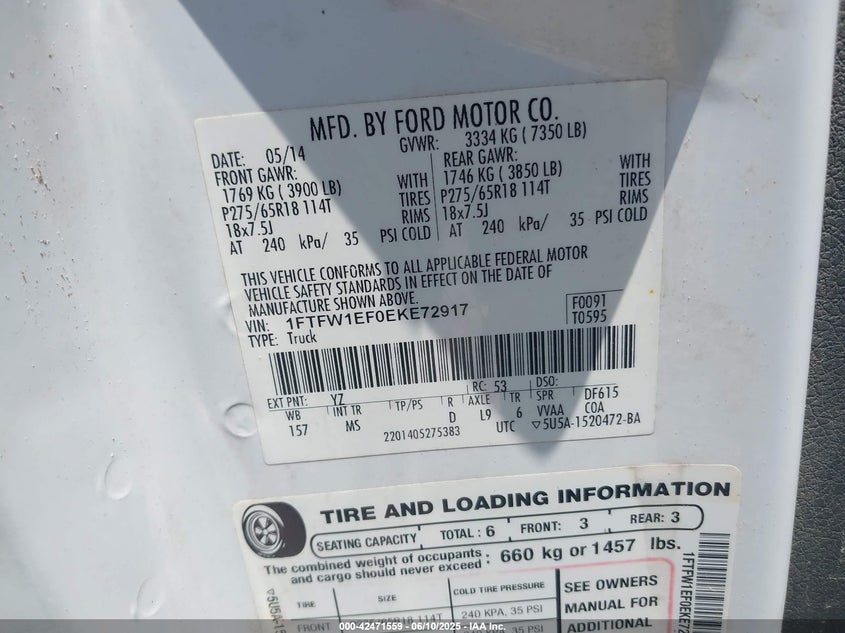 MFD. BY FORD MOTOR CO.
DATE: 05/14 GVWR: 3334 KG ( 7350 LB)
FRONT GAWR: REAR GAWR:
1769 KG ( 3900 LB) WITH 1746 KG ( 3850 LB) WITH
P275/65R18 114T TIRES P275/65R18 114T TIRES
18x7.5J RIMS 18x7.5J RIMS
AT 240 kPa/ 35 PSI COLD AT 240 kPa/ 35 PSI COLD
THIS VEHICLE CONFORMS TO ALL APPLICABLE FEDERAL MOTOR
VEHICLE SAFETY STANDARDS IN EFFECT ON THE DATE OF
MANUFACTURE SHOWN ABOVE.
VIN: 1FTFW1EF0EKE72917 F0091
TYPE: Truck T0595
EXT PNT: YZ RC: 53 DSO:
WB INT TR TP/PS R AXLE TR SPR DF615
157 MS D L9 6 VVAA COA
2201405275383 UTC ▽5U5A-1520472-BA
TIRE AND LOADING INFORMATION
SEATING CAPACITY TOTAL : 6 FRONT: 3 REAR: 3
The combined weight of occupants and cargo should never exceed : 660 kg or 1457 lbs.
TIRE SIZE COLD TIRE PRESSURE SEE OWNERS
FRONT 65R18 114T 240 KPA, 35 PSI MANUAL FOR
ADDITIONAL
▽5U5A-15
1FTFW1EF0EKE72
000-42471559 06/10/2025 IAA Inc.